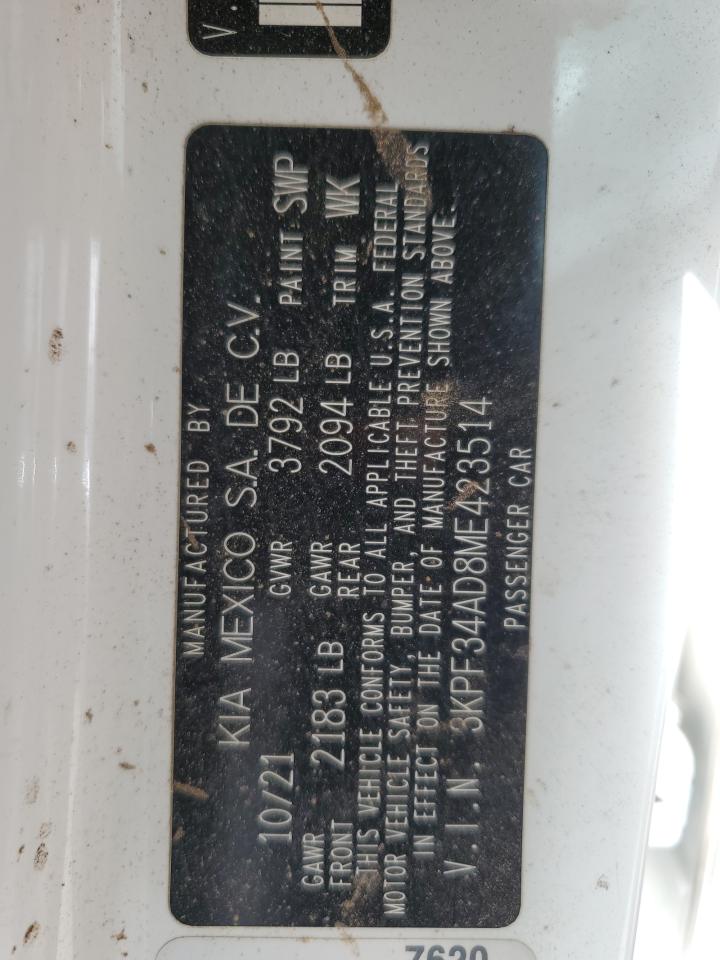 V.
MANUFACTURED BY
KIA MEXICO S.A. DE C.V.
10/21 GVWR 3792 LB PAINT SWP
GAWR FRONT 2183 LB GAWR REAR 2094 LB TRIM WK
THIS VEHICLE CONFORMS TO ALL APPLICABLE U.S.A. FEDERAL
MOTOR VEHICLE SAFETY, BUMPER, AND THEFT PREVENTION STANDARDS
IN EFFECT ON THE DATE OF MANUFACTURE SHOWN ABOVE.
V.I.N. 3KPF34AD8ME423514
PASSENGER CAR